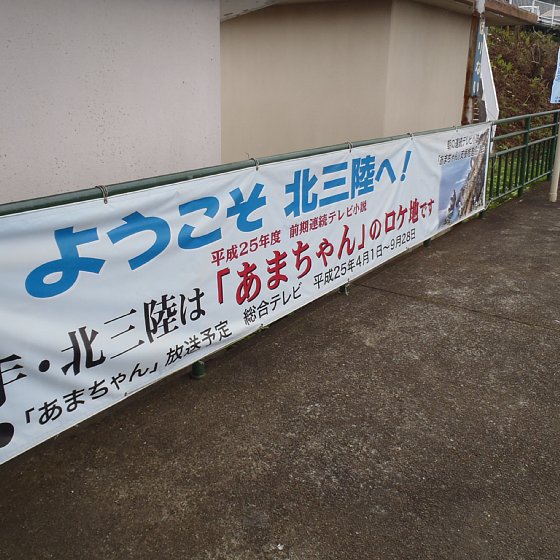 ようこそ 北三陸へ!
平成25年度 前期連続テレビ小説
手・北三陸は「あまちゃん」のロケ地です
「あまちゃん」放送予定 総合テレビ 平成25年4月1日~9月28日